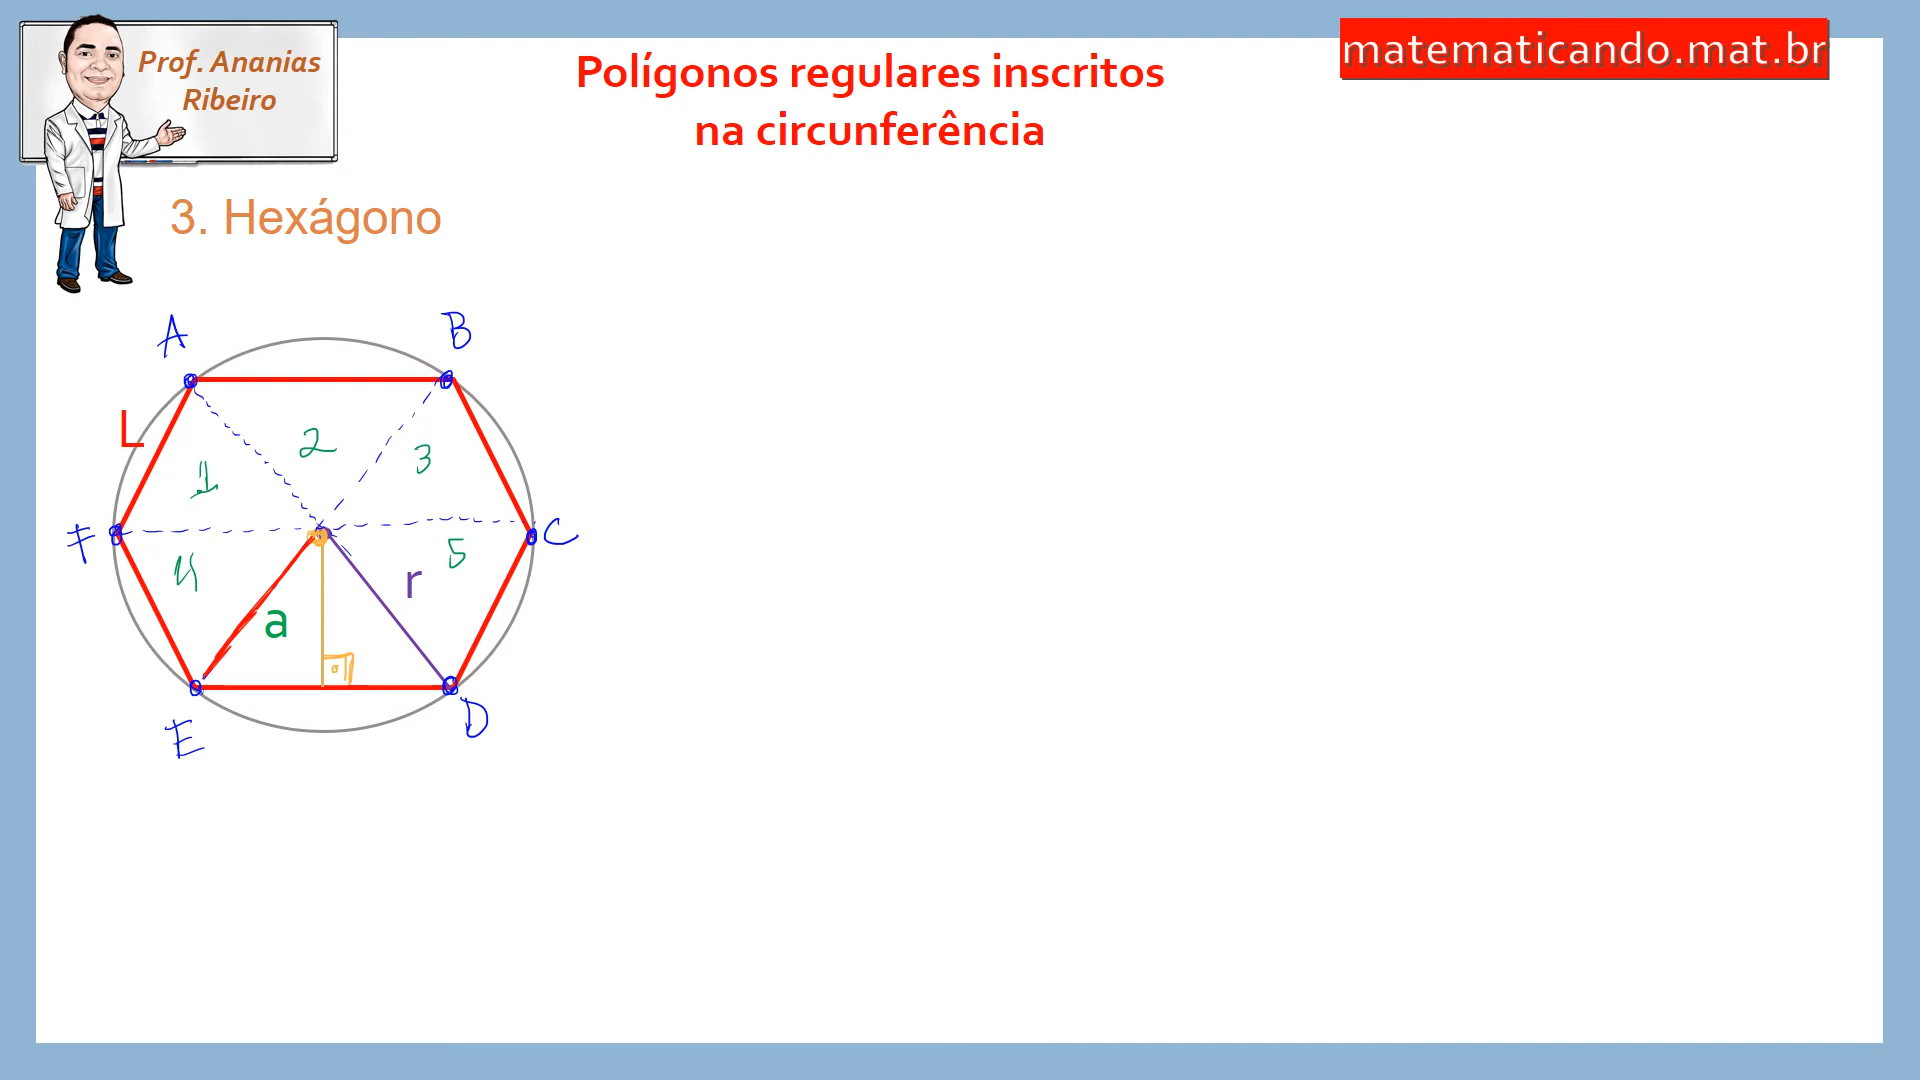 Prof. Ananias
Ribeiro
Polígonos regulares inscritos
na circunferência
matematicando.mat.br
3. Hexágono
A
B
L
2
3
1
F
C
4
5
r
a
E
D